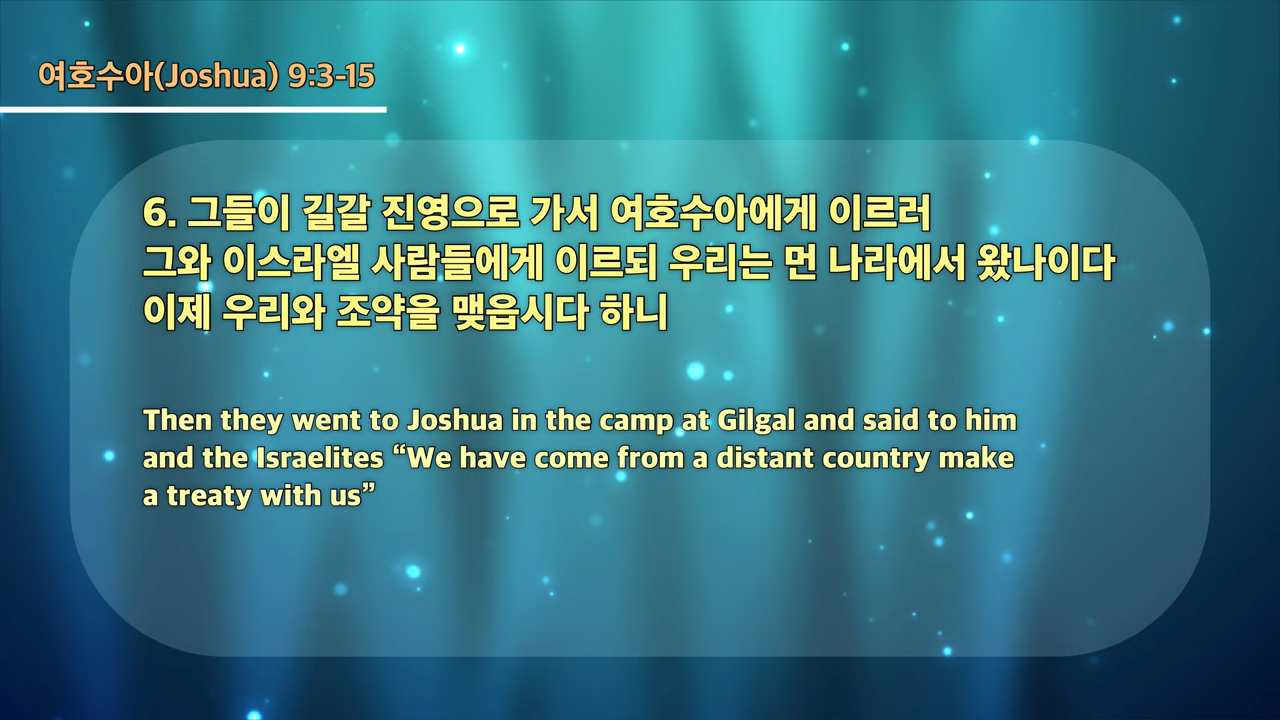 여호수아(Joshua) 9:3-15
6. 그들이 길갈 진영으로 가서 여호수아에게 이르러
그와 이스라엘 사람들에게 이르되 우리는 먼 나라에서 왔나이다
이제 우리와 조약을 맺읍시다 하니
Then they went to Joshua in the camp at Gilgal and said to him
and the Israelites “We have come from a distant country make
a treaty with us”